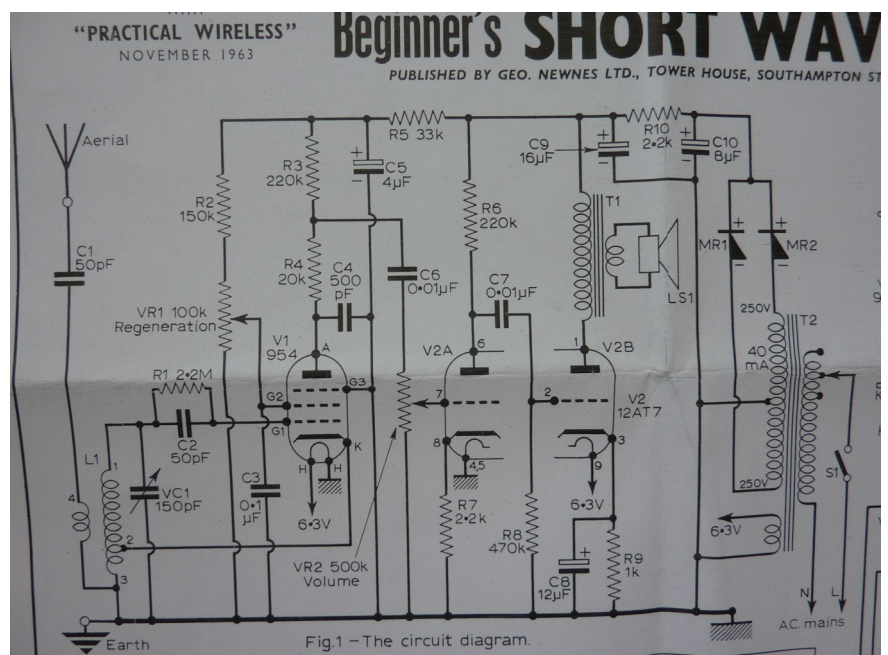 "PRACTICAL WIRELESS"
NOVEMBER 1963
Beginner's SHORT WAV
PUBLISHED BY GEO. NEWNES LTD., TOWER HOUSE, SOUTHAMPTON ST
Aerial
C1
50pF
R2
150k
VR1 100k
Regeneration
R1 2·2M
C2
50pF
L1
1
2
3
4
VC1
150pF
Earth
R3
220k
R4
20k
C4
500
pF
C5
4µF
+
−
R5 33k
V1
954
A
G3
G2
G1
K
H
H
6·3V
C3
0·1
µF
C6
0·01µF
VR2 500k
Volume
R6
220k
C7
0·01µF
V2A
6
7
8
4,5
R7
2·2k
R8
470k
V2B
1
2
3
9
V2
12AT7
6·3V
C8
12µF
+
R9
1k
C9
16µF
+
−
R10
2·2k
C10
8µF
+
−
T1
LS1
MR1
+
−
MR2
+
−
250V
40
mA
250V
T2
6·3V
S1
N
L
A.C. mains
Fig.1 – The circuit diagram.